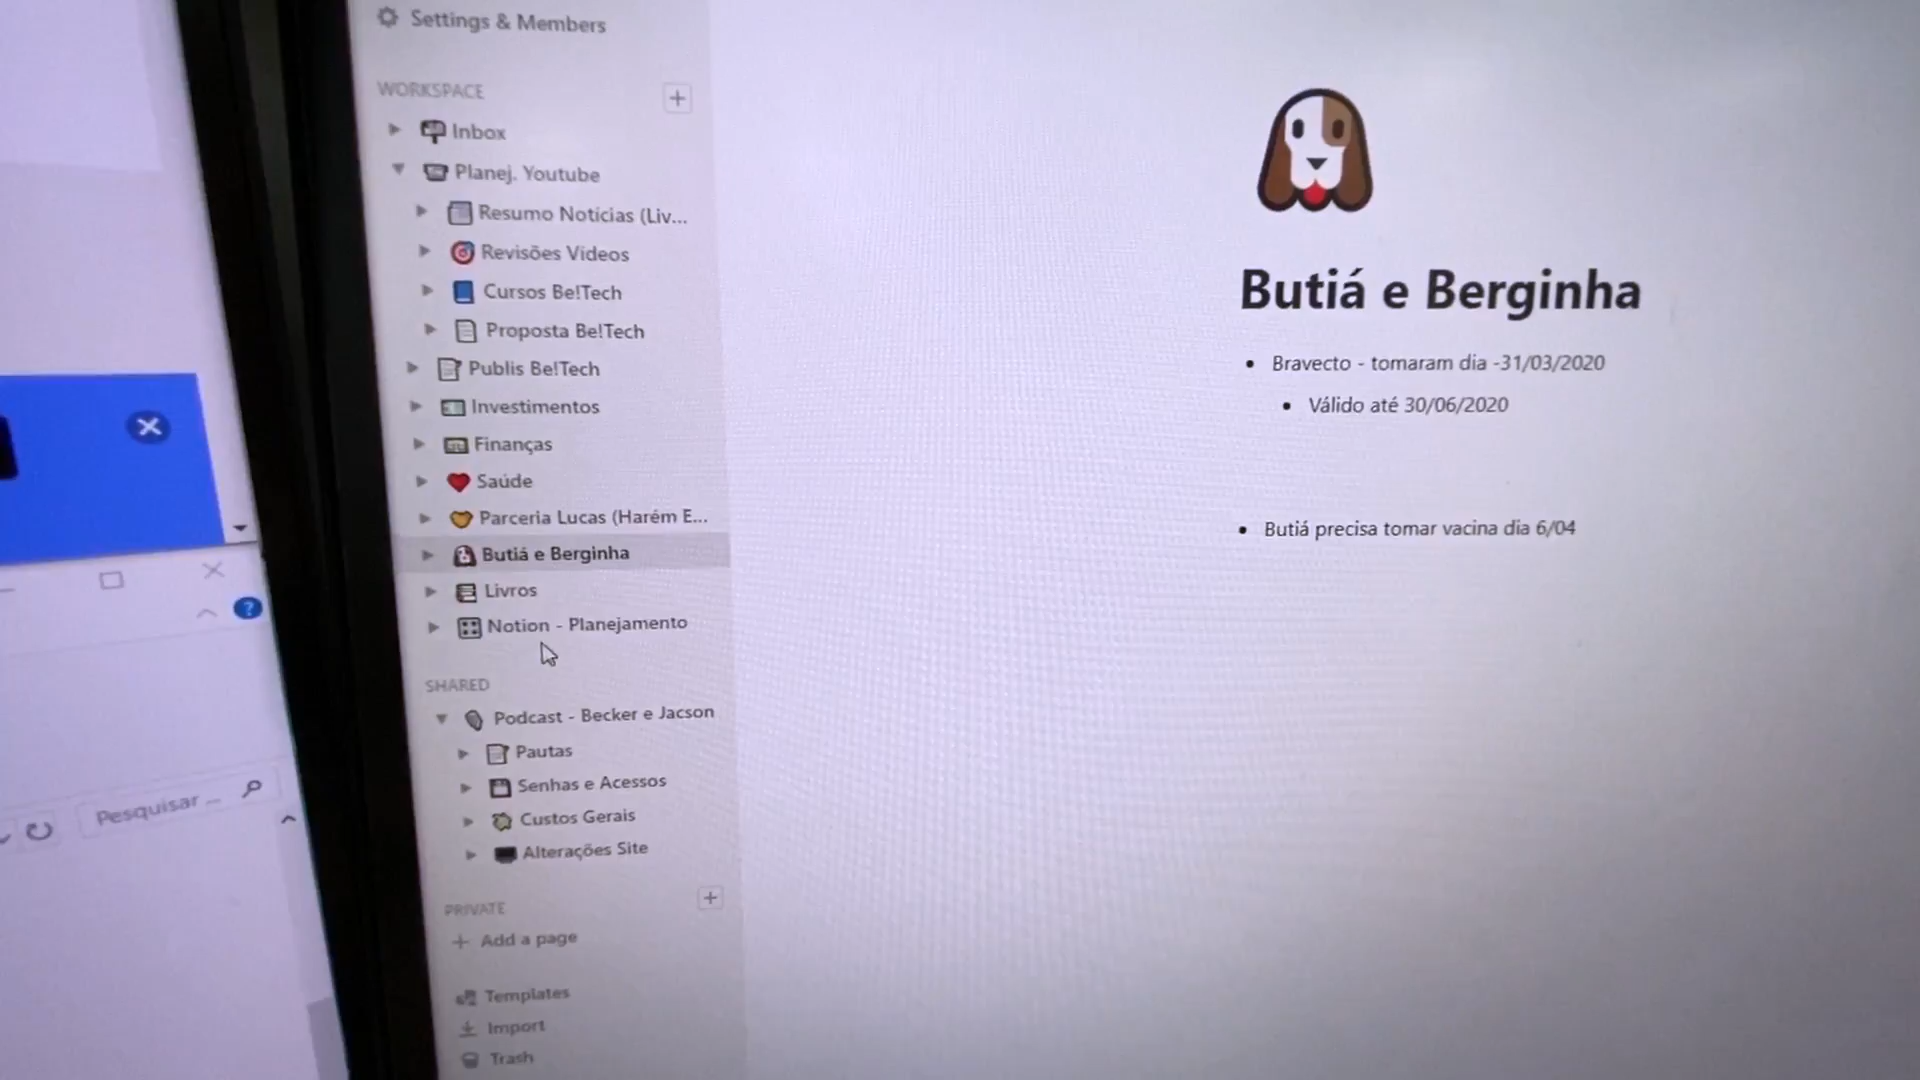 Settings & Members
WORKSPACE
Inbox
Planej. Youtube
Resumo Notícias (Liv...
Revisões Vídeos
Cursos Be!Tech
Proposta Be!Tech
Publis Be!Tech
Investimentos
Finanças
Saúde
Parceria Lucas (Harém E...
Butiá e Berginha
Livros
Notion - Planejamento
SHARED
Podcast - Becker e Jacson
Pautas
Senhas e Acessos
Custos Gerais
Alterações Site
PRIVATE
Add a page
Templates
Import
Trash
Butiá e Berginha
Bravecto - tomaram dia -31/03/2020
Válido até 30/06/2020
Butiá precisa tomar vacina dia 6/04
Pesquisar ...